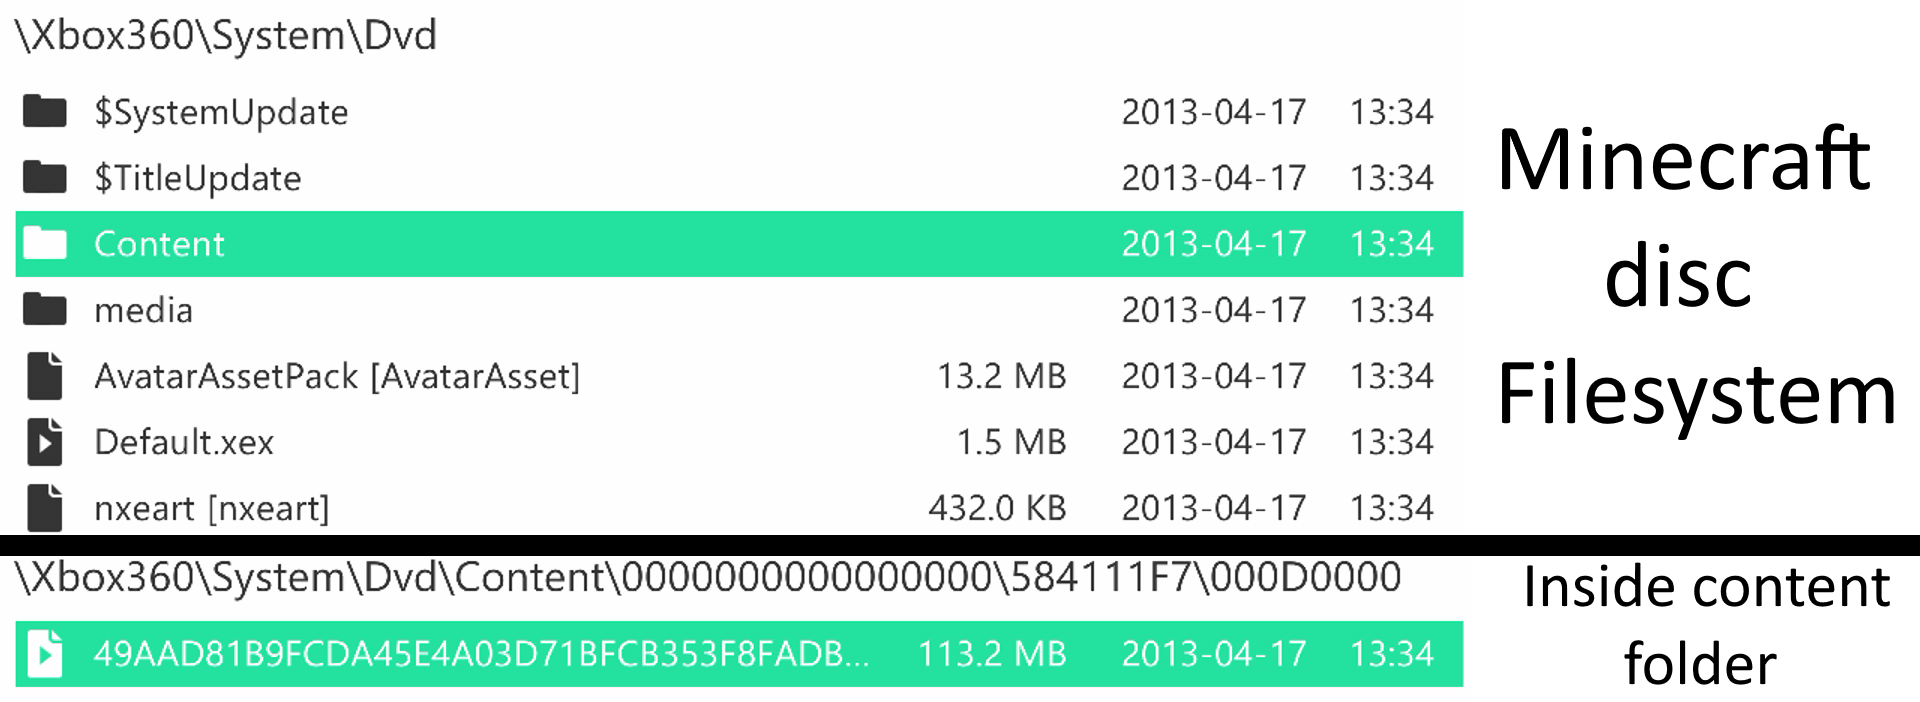 \Xbox360\System\Dvd
$SystemUpdate 2013-04-17 13:34
$TitleUpdate 2013-04-17 13:34
Content 2013-04-17 13:34
media 2013-04-17 13:34
AvatarAssetPack [AvatarAsset] 13.2 MB 2013-04-17 13:34
Default.xex 1.5 MB 2013-04-17 13:34
nxeart [nxeart] 432.0 KB 2013-04-17 13:34
Minecraft
disc
Filesystem
\Xbox360\System\Dvd\Content\0000000000000000\584111F7\000D0000
49AAD81B9FCDA45E4A03D71BFCB353F8FADB... 113.2 MB 2013-04-17 13:34
Inside content
folder